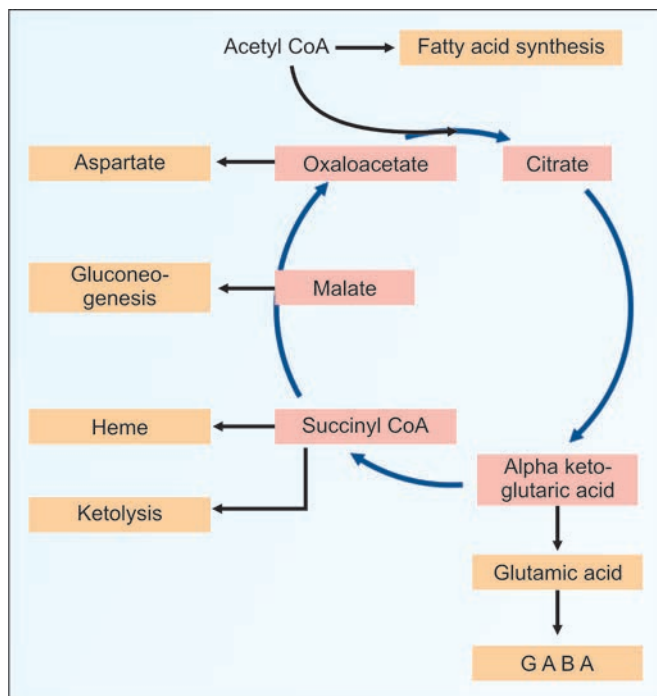 Acetyl CoA
Fatty acid synthesis
Aspartate
Oxaloacetate
Citrate
Gluconeo-
genesis
Malate
Heme
Succinyl CoA
Alpha keto-
glutaric acid
Ketolysis
Glutamic acid
G A B A